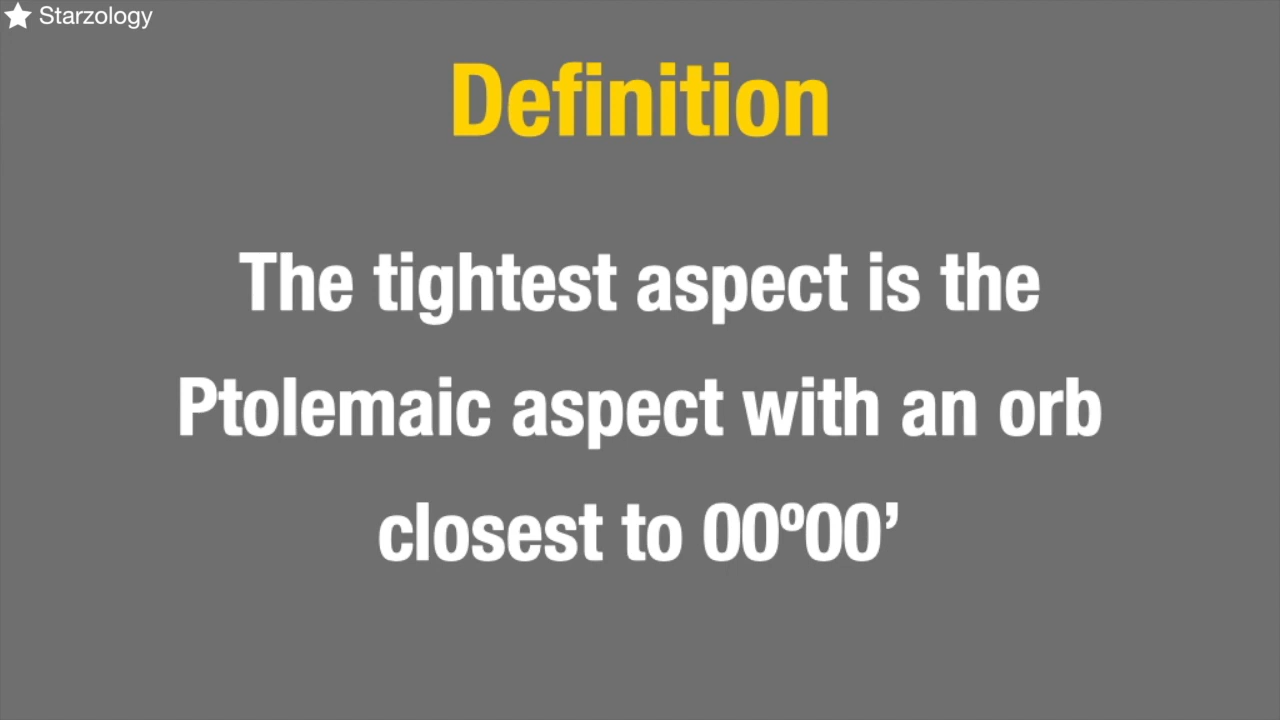 Starzology
Definition
The tightest aspect is the
Ptolemaic aspect with an orb
closest to 00º00’